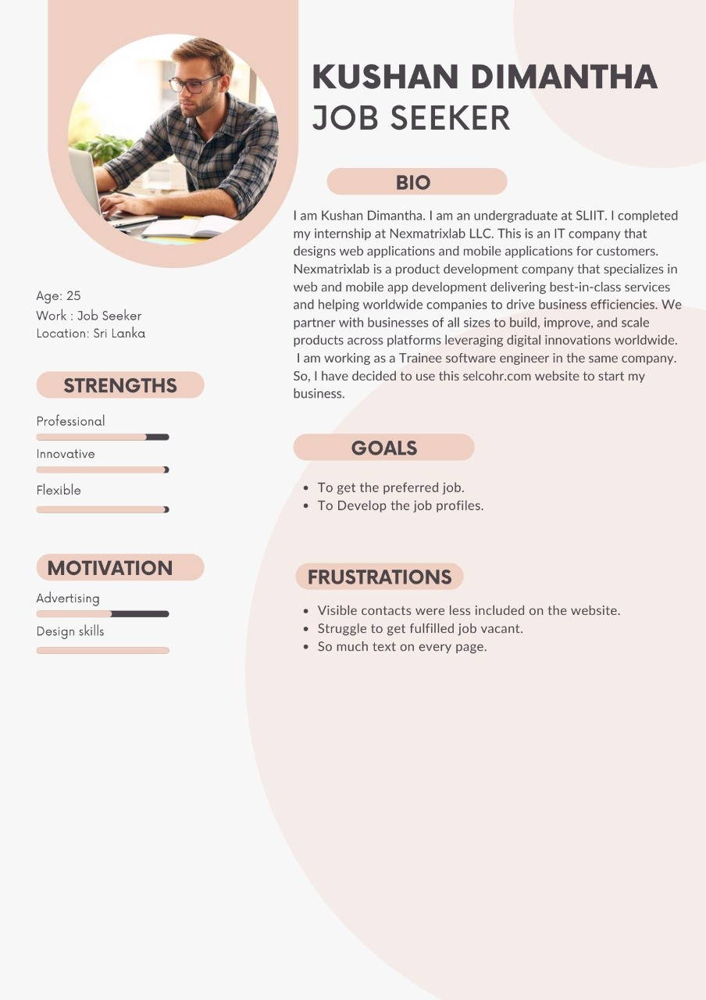 KUSHAN DIMANTHA
JOB SEEKER
BIO
I am Kushan Dimantha. I am an undergraduate at SLIIT. I completed
my internship at Nexmatrixlab LLC. This is an IT company that
designs web applications and mobile applications for customers.
Nexmatrixlab is a product development company that specializes in
web and mobile app development delivering best-in-class services
and helping worldwide companies to drive business efficiencies. We
partner with businesses of all sizes to build, improve, and scale
products across platforms leveraging digital innovations worldwide.
I am working as a Trainee software engineer in the same company.
So, I have decided to use this selcohr.com website to start my
business.
Age: 25
Work : Job Seeker
Location: Sri Lanka
STRENGTHS
Professional
Innovative
Flexible
MOTIVATION
Advertising
Design skills
GOALS
• To get the preferred job.
• To Develop the job profiles.
FRUSTRATIONS
• Visible contacts were less included on the website.
• Struggle to get fulfilled job vacant.
• So much text on every page.